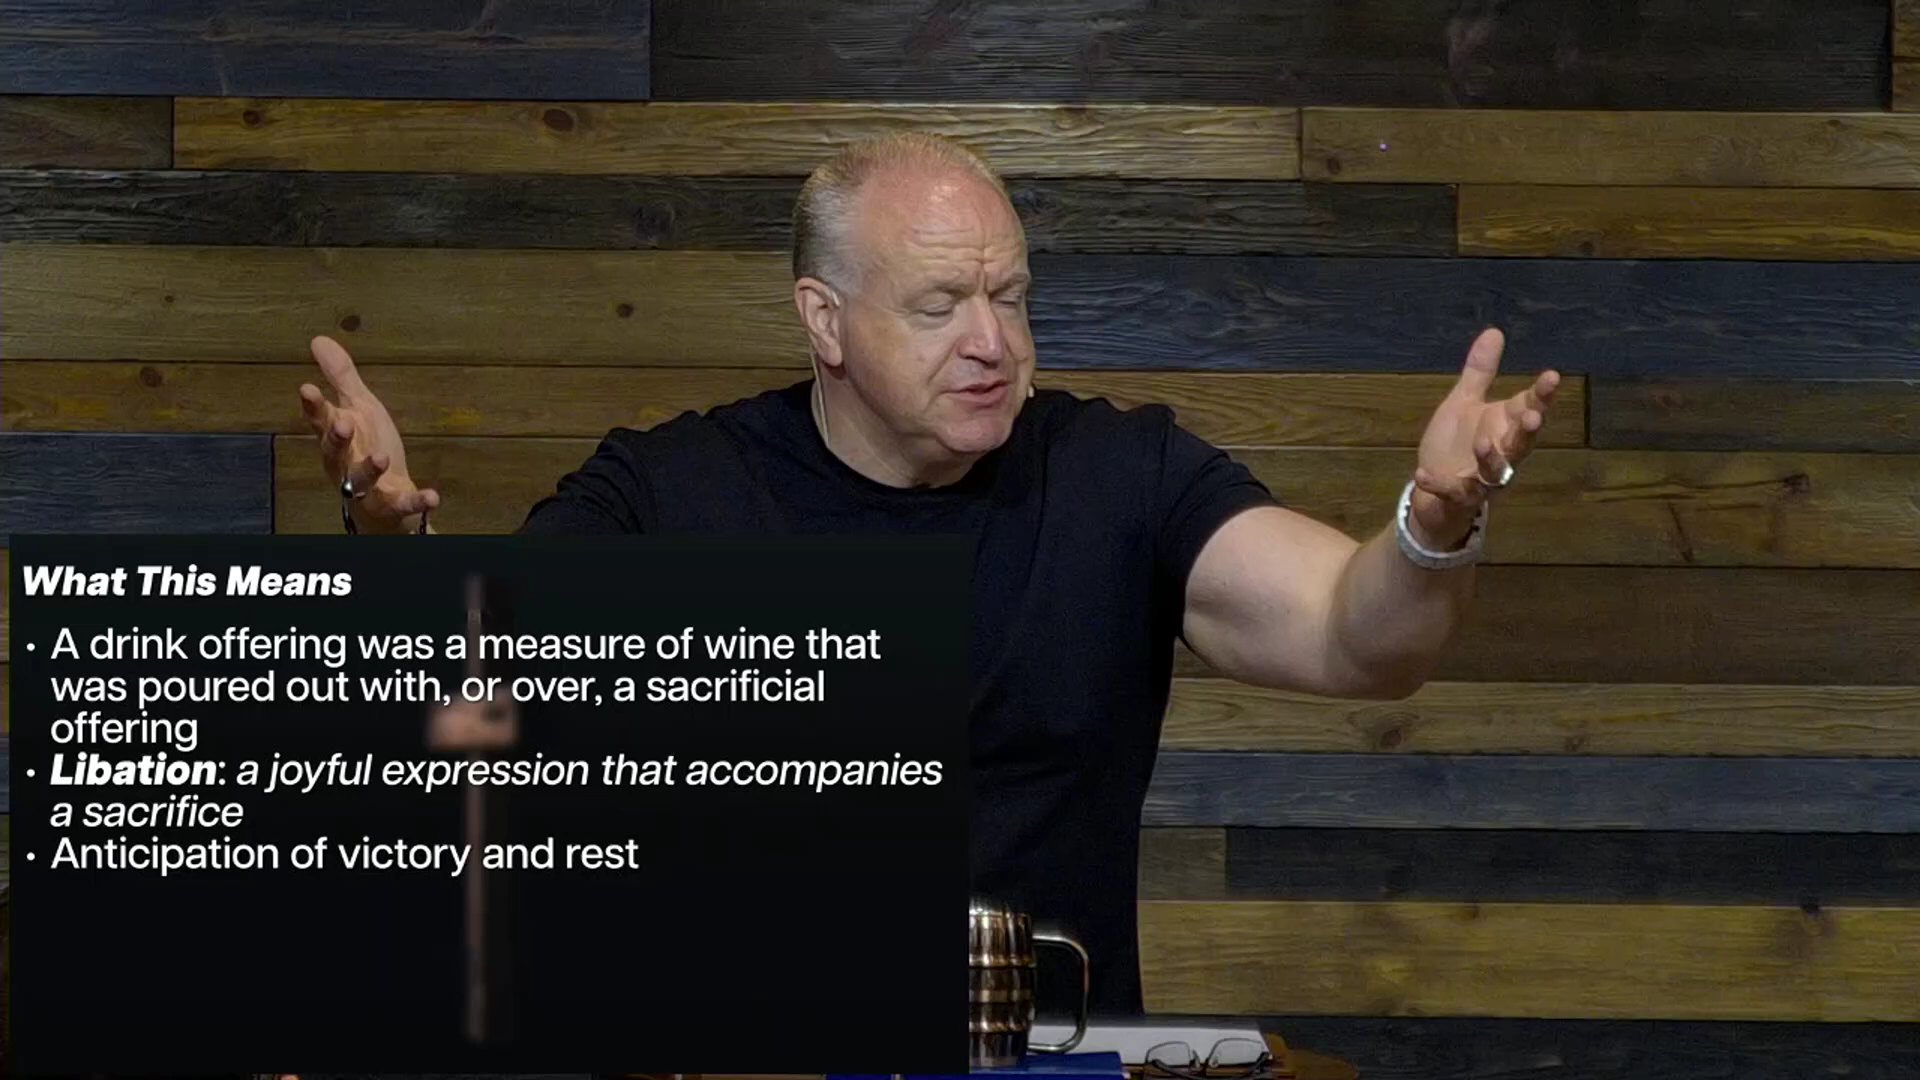 What This Means
• A drink offering was a measure of wine that
was poured out with, or over, a sacrificial
offering
• Libation: a joyful expression that accompanies
a sacrifice
• Anticipation of victory and rest